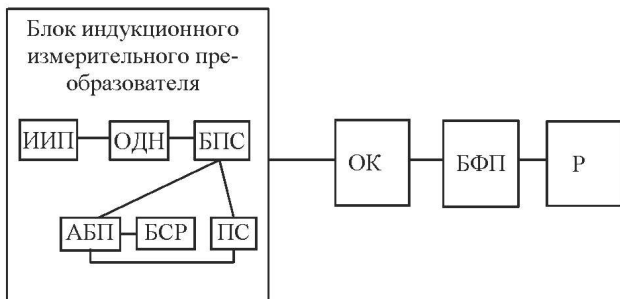 Блок индукционного
измерительного пре-
образователя
ИИП ОДН БПС
ОК БФП Р
АБП БСР ПС